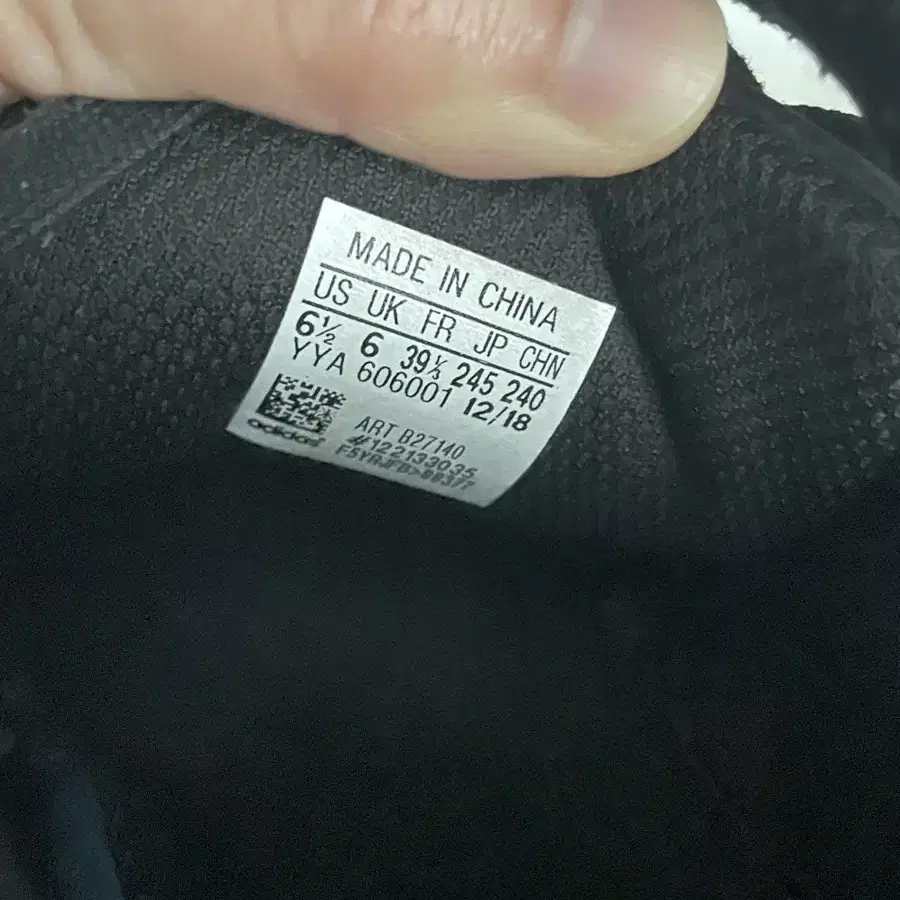 MADE IN CHINA
US UK FR JP CHN
6½ 6 39⅓ 245 240
YYA 606001 12/18
adidas
ART B27140
#122133035